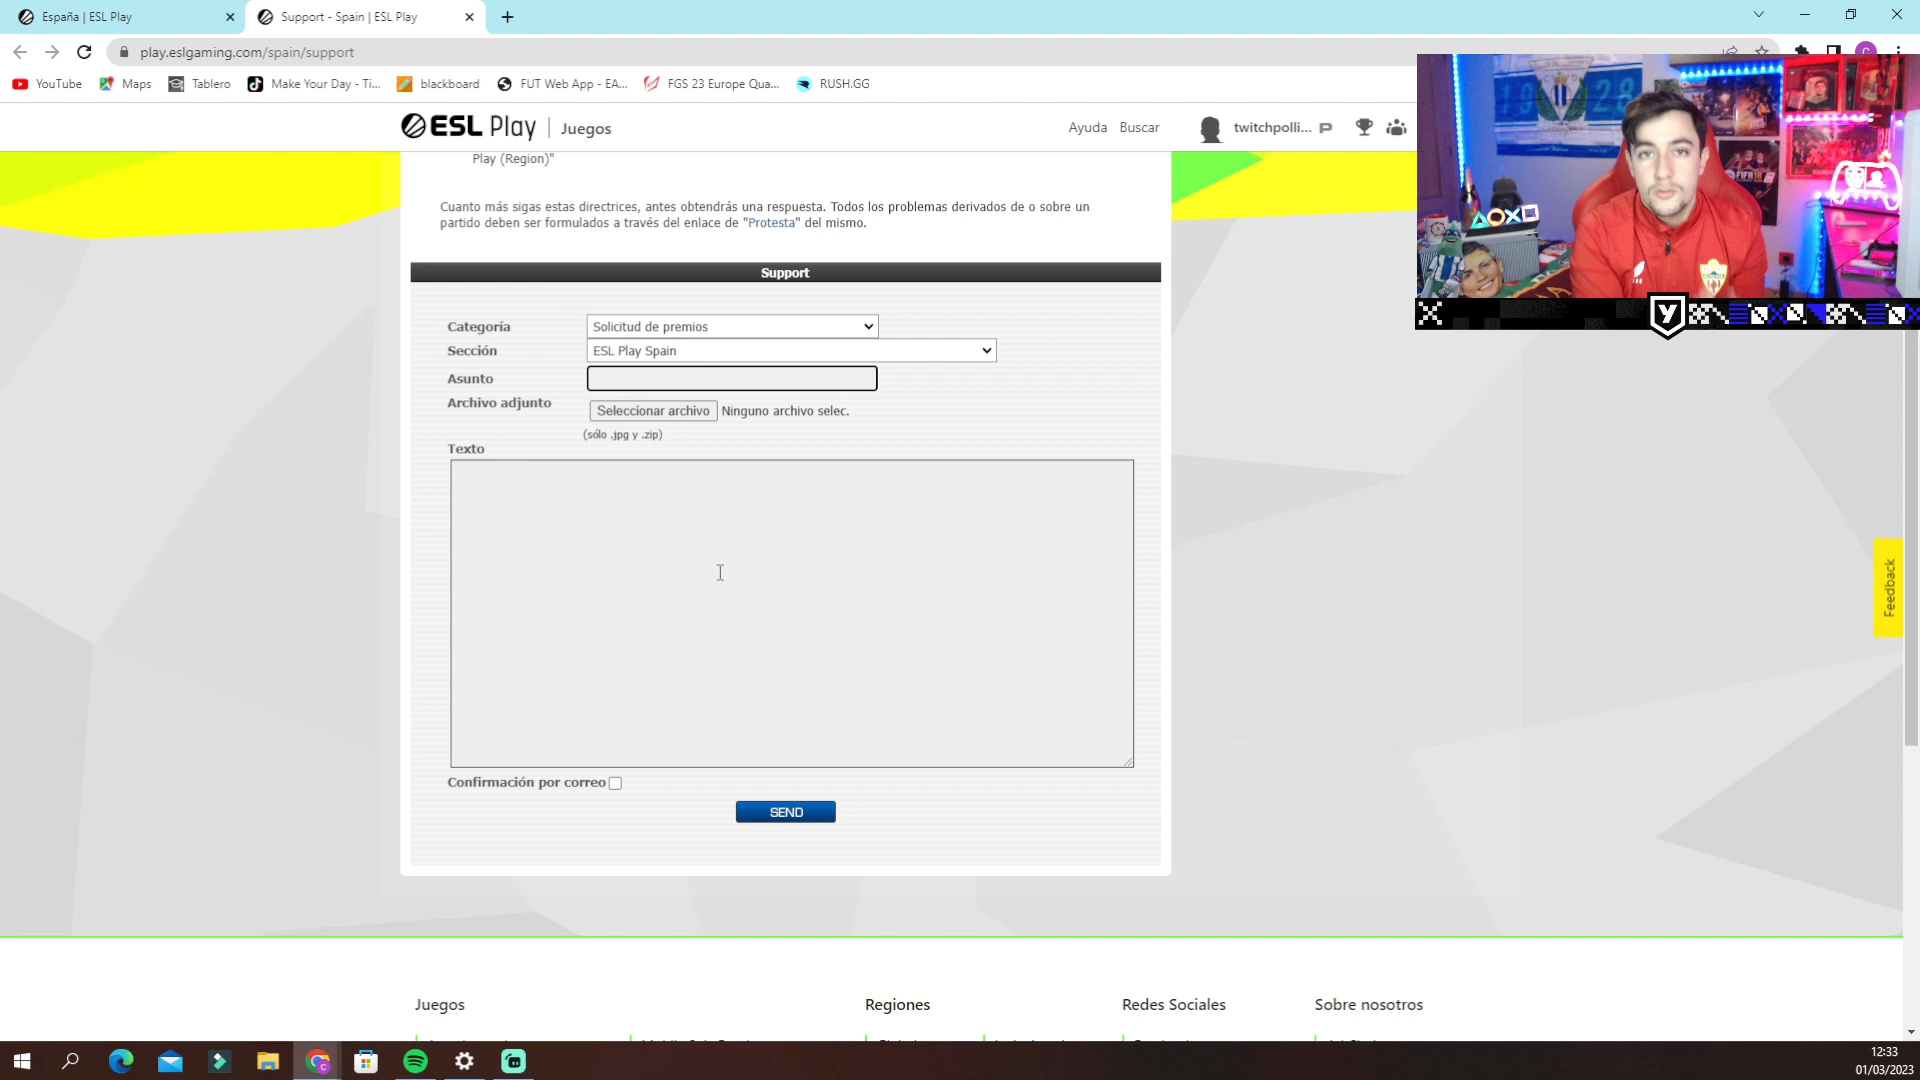 España | ESL Play
Support - Spain | ESL Play
play.eslgaming.com/spain/support
YouTube
Maps
Tablero
Make Your Day - Ti...
blackboard
FUT Web App - EA...
FGS 23 Europe Qua...
RUSH.GG
ESL Play | Juegos
Ayuda
Buscar
twitchpolli...
Play (Region)"
Cuanto más sigas estas directrices, antes obtendrás una respuesta. Todos los problemas derivados de o sobre un
partido deben ser formulados a través del enlace de "Protesta" del mismo.
Support
Categoría
Solicitud de premios
Sección
ESL Play Spain
Asunto
Archivo adjunto
Seleccionar archivo
Ninguno archivo selec.
(sólo .jpg y .zip)
Texto
Confirmación por correo
SEND
Feedback
Juegos
Regiones
Redes Sociales
Sobre nosotros
12:33
01/03/2023
1928
FIFA 18
Y